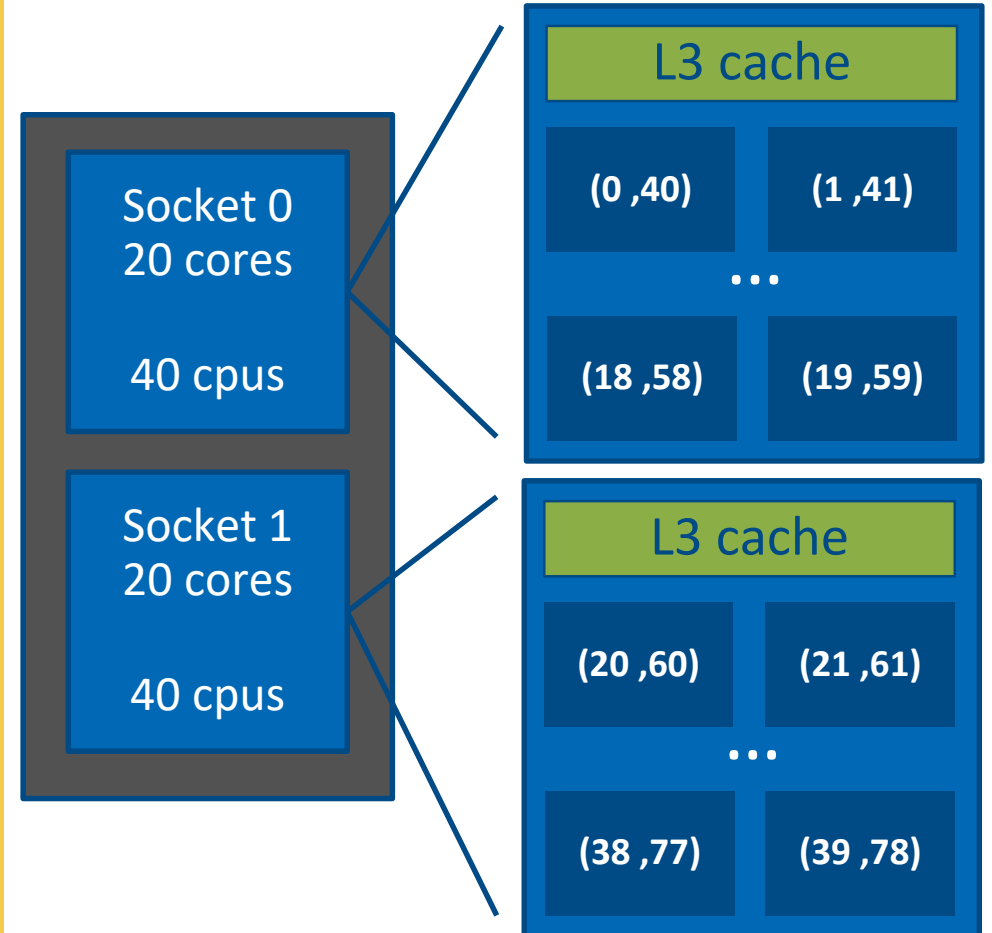 Socket 0
20 cores
40 cpus
Socket 1
20 cores
40 cpus
L3 cache
(0 ,40) (1 ,41)
...
(18 ,58) (19 ,59)
L3 cache
(20 ,60) (21 ,61)
...
(38 ,77) (39 ,78)